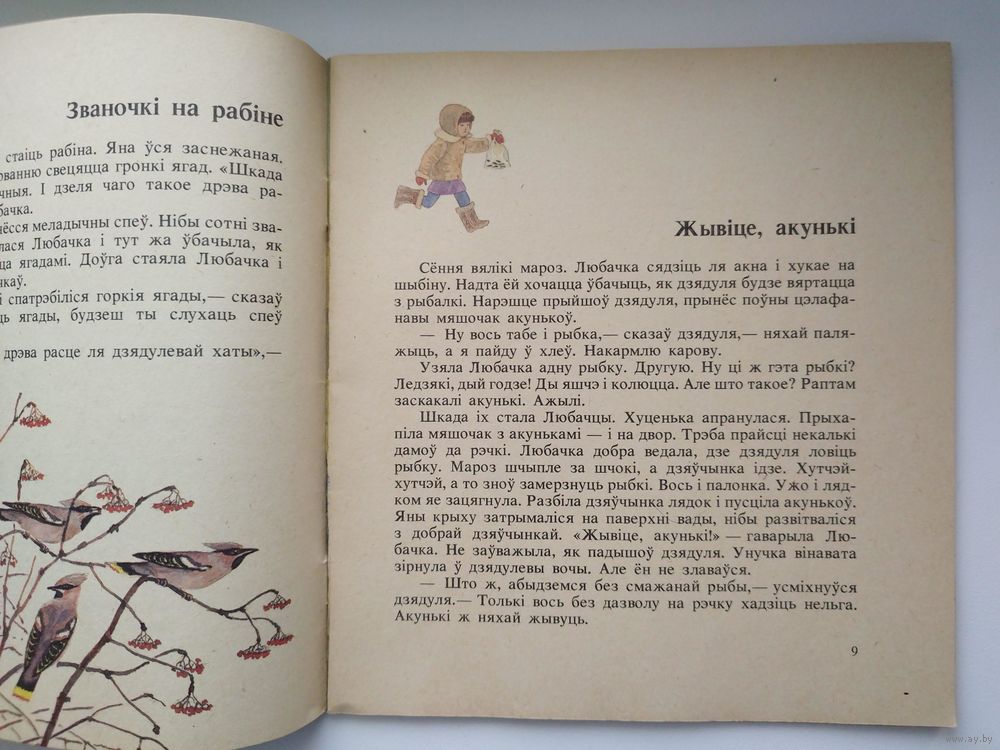 Званочкі на рабіне
стаіць рабіна. Яна ўся заснежаная.
свецяцца гронкі ягад. «Шкада
І дзеля чаго такое дрэва ра-
меладычны спеў. Нібы сотні зва-
Любачка і тут жа ўбачыла, як
ягадамі. Доўга стаяла Любачка і
спатрэбіліся горкія ягады,— сказаў
ягады, будзеш ты слухаць спеў
дрэва расце ля дзядулевай хаты»,—
Жывіце, акунькі
Сёння вялікі мароз. Любачка сядзіць ля акна і хукае на
шыбіну. Надта ёй хочацца ўбачыць, як дзядуля будзе вяртацца
з рыбалкі. Нарэшце прыйшоў дзядуля, прынёс поўны цэлафа-
навы мяшочак акунькоў.
— Ну вось табе і рыбка,— сказаў дзядуля,— няхай паля-
жыць, а я пайду ў хлеў. Накармлю карову.
Узяла Любачка адну рыбку. Другую. Ну ці ж гэта рыбкі?
Ледзякі, дый годзе! Ды яшчэ і колюцца. Але што такое? Раптам
заскакалі акунькі. Ажылі.
Шкада іх стала Любачцы. Хуценька апранулася. Прыха-
піла мяшочак з акунькамі — і на двор. Трэба прайсці некалькі
дамоў да рэчкі. Любачка добра ведала, дзе дзядуля ловіць
рыбку. Мароз шчыпле за шчокі, а дзяўчынка ідзе. Хутчэй-
хутчэй, а то зноў замерзнуць рыбкі. Вось і палонка. Ужо і ляд-
ком яе зацягнула. Разбіла дзяўчынка лядок і пусціла акунькоў.
Яны крыху затрымаліся на паверхні вады, нібы развітваліся
з добрай дзяўчынкай. «Жывіце, акунькі!» — гаварыла Лю-
бачка. Не заўважыла, як падышоў дзядуля. Унучка вінавата
зірнула ў дзядулевы вочы. Але ён не злаваўся.
— Што ж, абыдземся без смажанай рыбы,— усміхнуўся
дзядуля.— Толькі вось без дазволу на рэчку хадзіць нельга.
Акунькі ж няхай жывуць.
9
www.ay.by